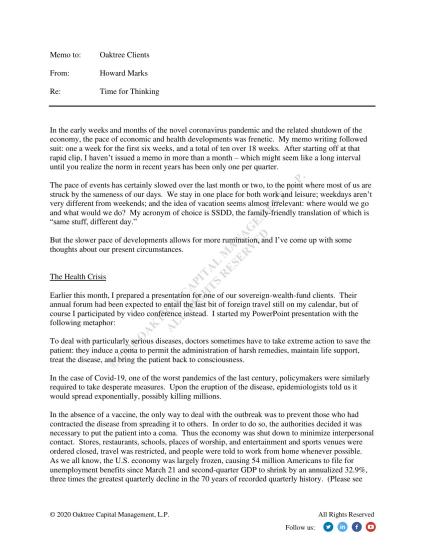 Memo to: Oaktree Clients
From: Howard Marks
Re: Time for Thinking
In the early weeks and months of the novel coronavirus pandemic and the related shutdown of the
economy, the pace of economic and health developments was frenetic. My memo writing followed
suit: one a week for the first six weeks, and a total of ten over 18 weeks. After starting off at that
rapid clip, I haven't issued a memo in more than a month – which might seem like a long interval
until you realize the norm in recent years has been only one per quarter.
The pace of events has certainly slowed over the last month or two, to the point where most of us are
struck by the sameness of our days. We stay in one place for both work and leisure; weekdays aren't
very different from weekends; and the idea of vacation seems almost irrelevant: where would we go
and what would we do? My acronym of choice is SSDD, the family-friendly translation of which is
"same stuff, different day."
But the slower pace of developments allows for more rumination, and I've come up with some
thoughts about our present circumstances.
The Health Crisis
Earlier this month, I prepared a presentation for one of our sovereign-wealth-fund clients. Their
annual forum had been expected to entail the last bit of foreign travel still on my calendar, but of
course I participated by video conference instead. I started my PowerPoint presentation with the
following metaphor:
To deal with particularly serious diseases, doctors sometimes have to take extreme action to save the
patient: they induce a coma to permit the administration of harsh remedies, maintain life support,
treat the disease, and bring the patient back to consciousness.
In the case of Covid-19, one of the worst pandemics of the last century, policymakers were similarly
required to take desperate measures. Upon the eruption of the disease, epidemiologists told us it
would spread exponentially, possibly killing millions.
In the absence of a vaccine, the only way to deal with the outbreak was to prevent those who had
contracted the disease from spreading it to others. In order to do so, the authorities decided it was
necessary to put the patient into a coma. Thus the economy was shut down to minimize interpersonal
contact. Stores, restaurants, schools, places of worship, and entertainment and sports venues were
ordered closed, travel was restricted, and people were told to work from home whenever possible.
As we all know, the U.S. economy was largely frozen, causing 54 million Americans to file for
unemployment benefits since March 21 and second-quarter GDP to shrink by an annualized 32.9%,
three times the greatest quarterly decline in the 70 years of recorded quarterly history. (Please see
© 2020 Oaktree Capital Management, L.P. All Rights Reserved
Follow us:
OAKTREE CAPITAL MANAGEMENT, L.P.
ALL RIGHTS RESERVED